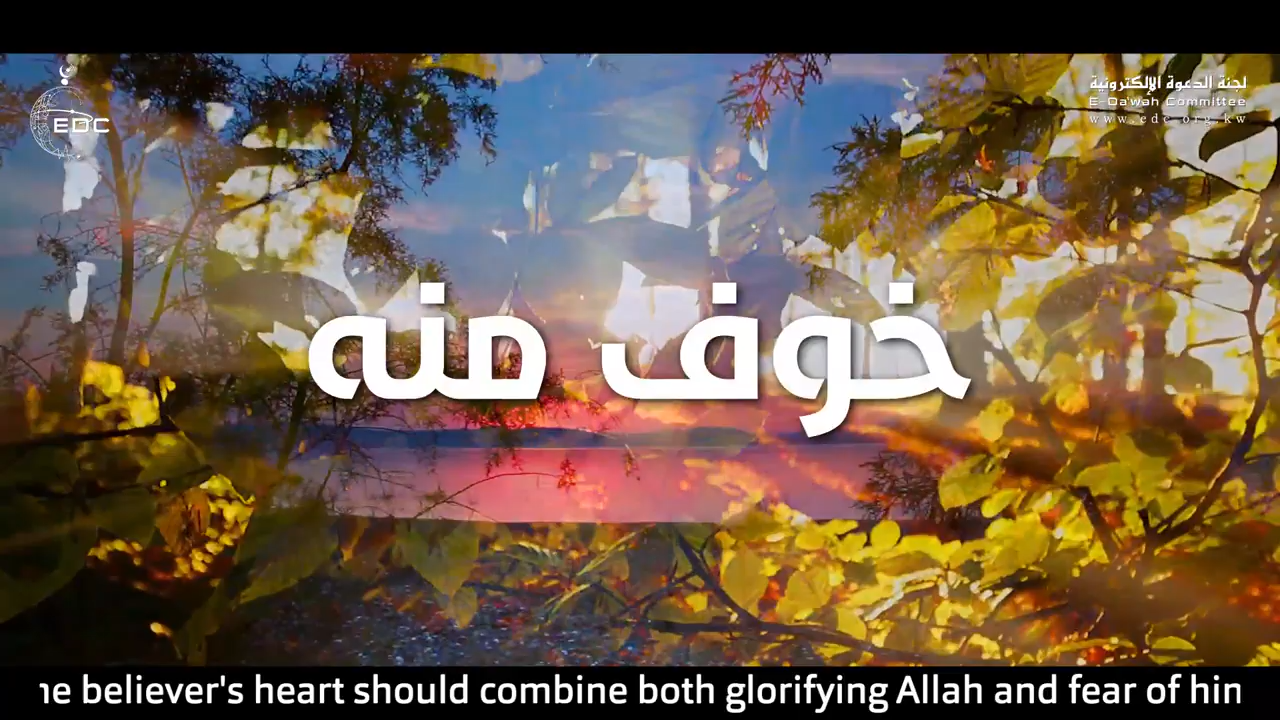 EDC
لجنة الدعوة الإلكترونية
E-Da'wah Committee
www.edc.org.kw
خوف منه
believer's heart should combine both glorifying Allah and fear of